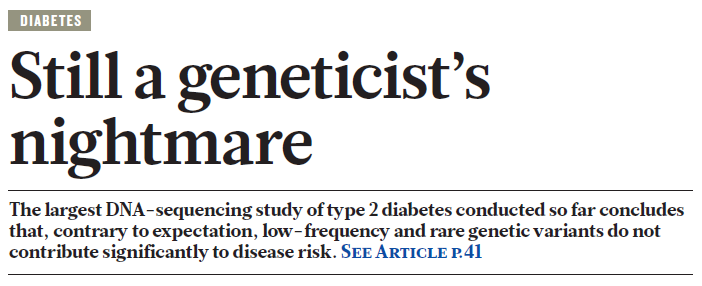 DIABETES
Still a geneticist’s
nightmare
The largest DNA-sequencing study of type 2 diabetes conducted so far concludes
that, contrary to expectation, low-frequency and rare genetic variants do not
contribute significantly to disease risk. SEE ARTICLE P.41